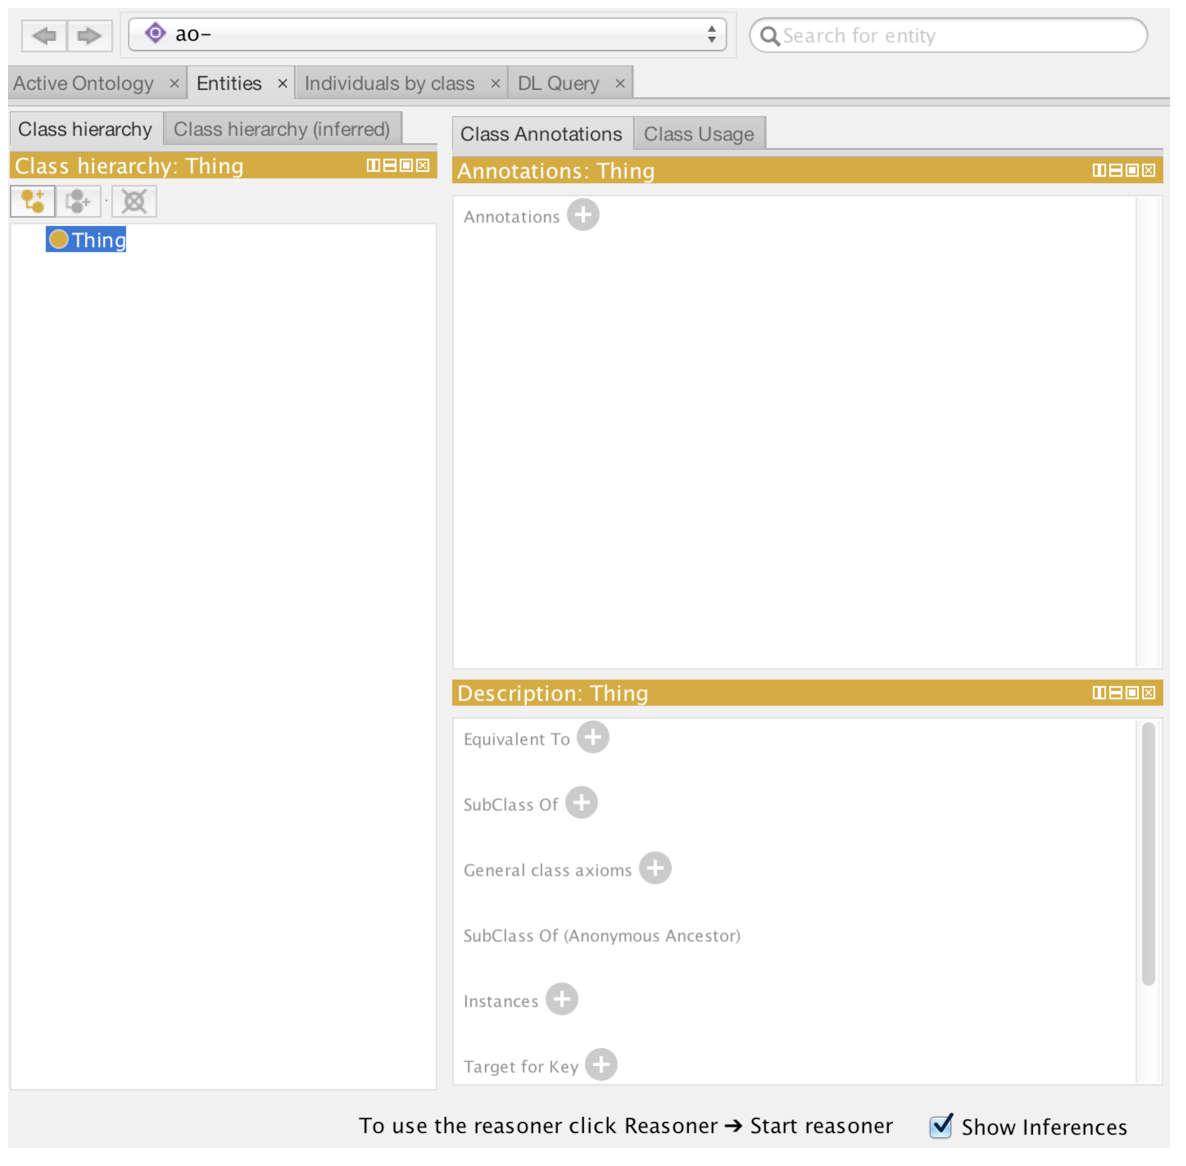 ao-
Search for entity
Active Ontology × Entities × Individuals by class × DL Query ×
Class hierarchy Class hierarchy (inferred)
Class hierarchy: Thing
Thing
Class Annotations Class Usage
Annotations: Thing
Annotations
Description: Thing
Equivalent To
SubClass Of
General class axioms
SubClass Of (Anonymous Ancestor)
Instances
Target for Key
To use the reasoner click Reasoner → Start reasoner Show Inferences